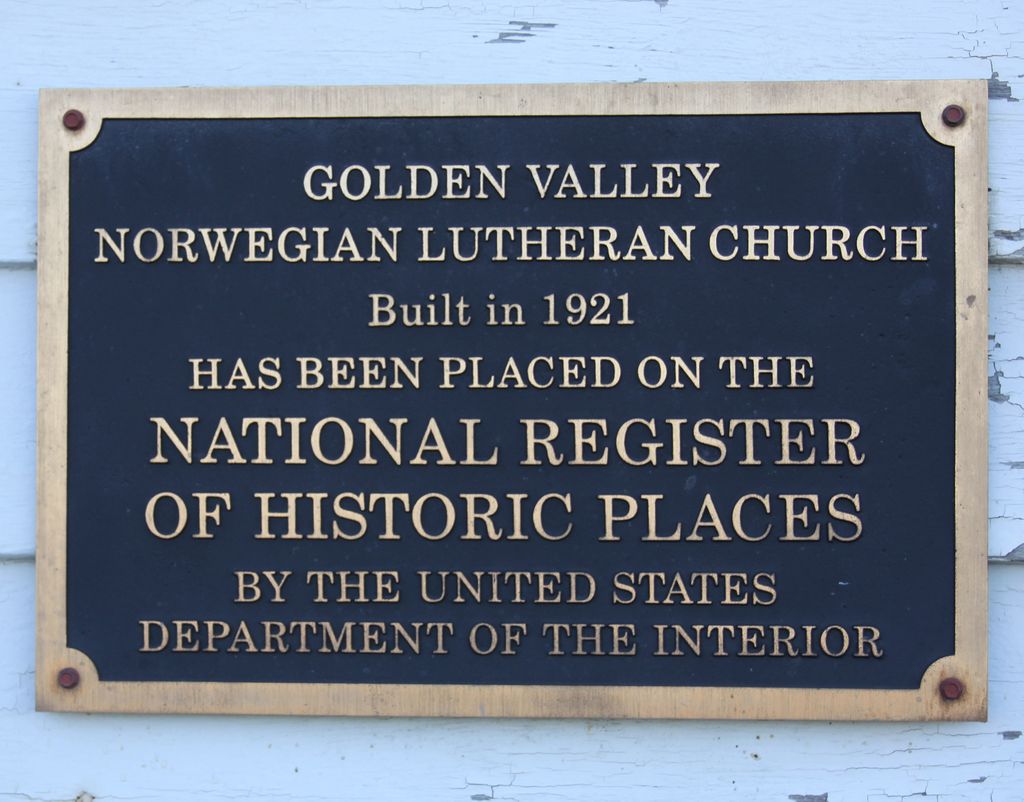 GOLDEN VALLEY
NORWEGIAN LUTHERAN CHURCH
Built in 1921
HAS BEEN PLACED ON THE
NATIONAL REGISTER
OF HISTORIC PLACES
BY THE UNITED STATES
DEPARTMENT OF THE INTERIOR